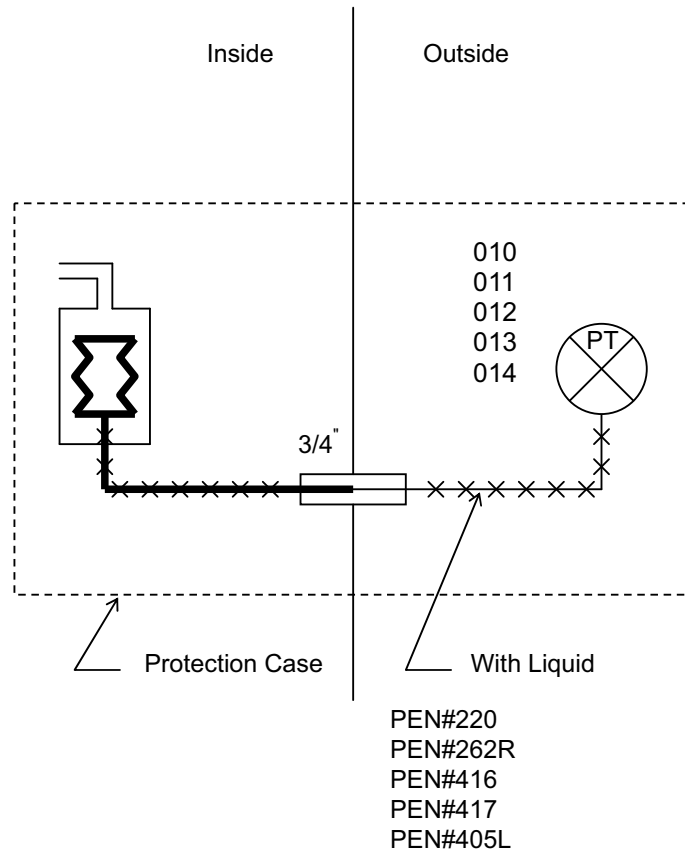 Inside
Outside
010
011
012
013
014
PT
3/4"
Protection Case
With Liquid
PEN#220
PEN#262R
PEN#416
PEN#417
PEN#405L